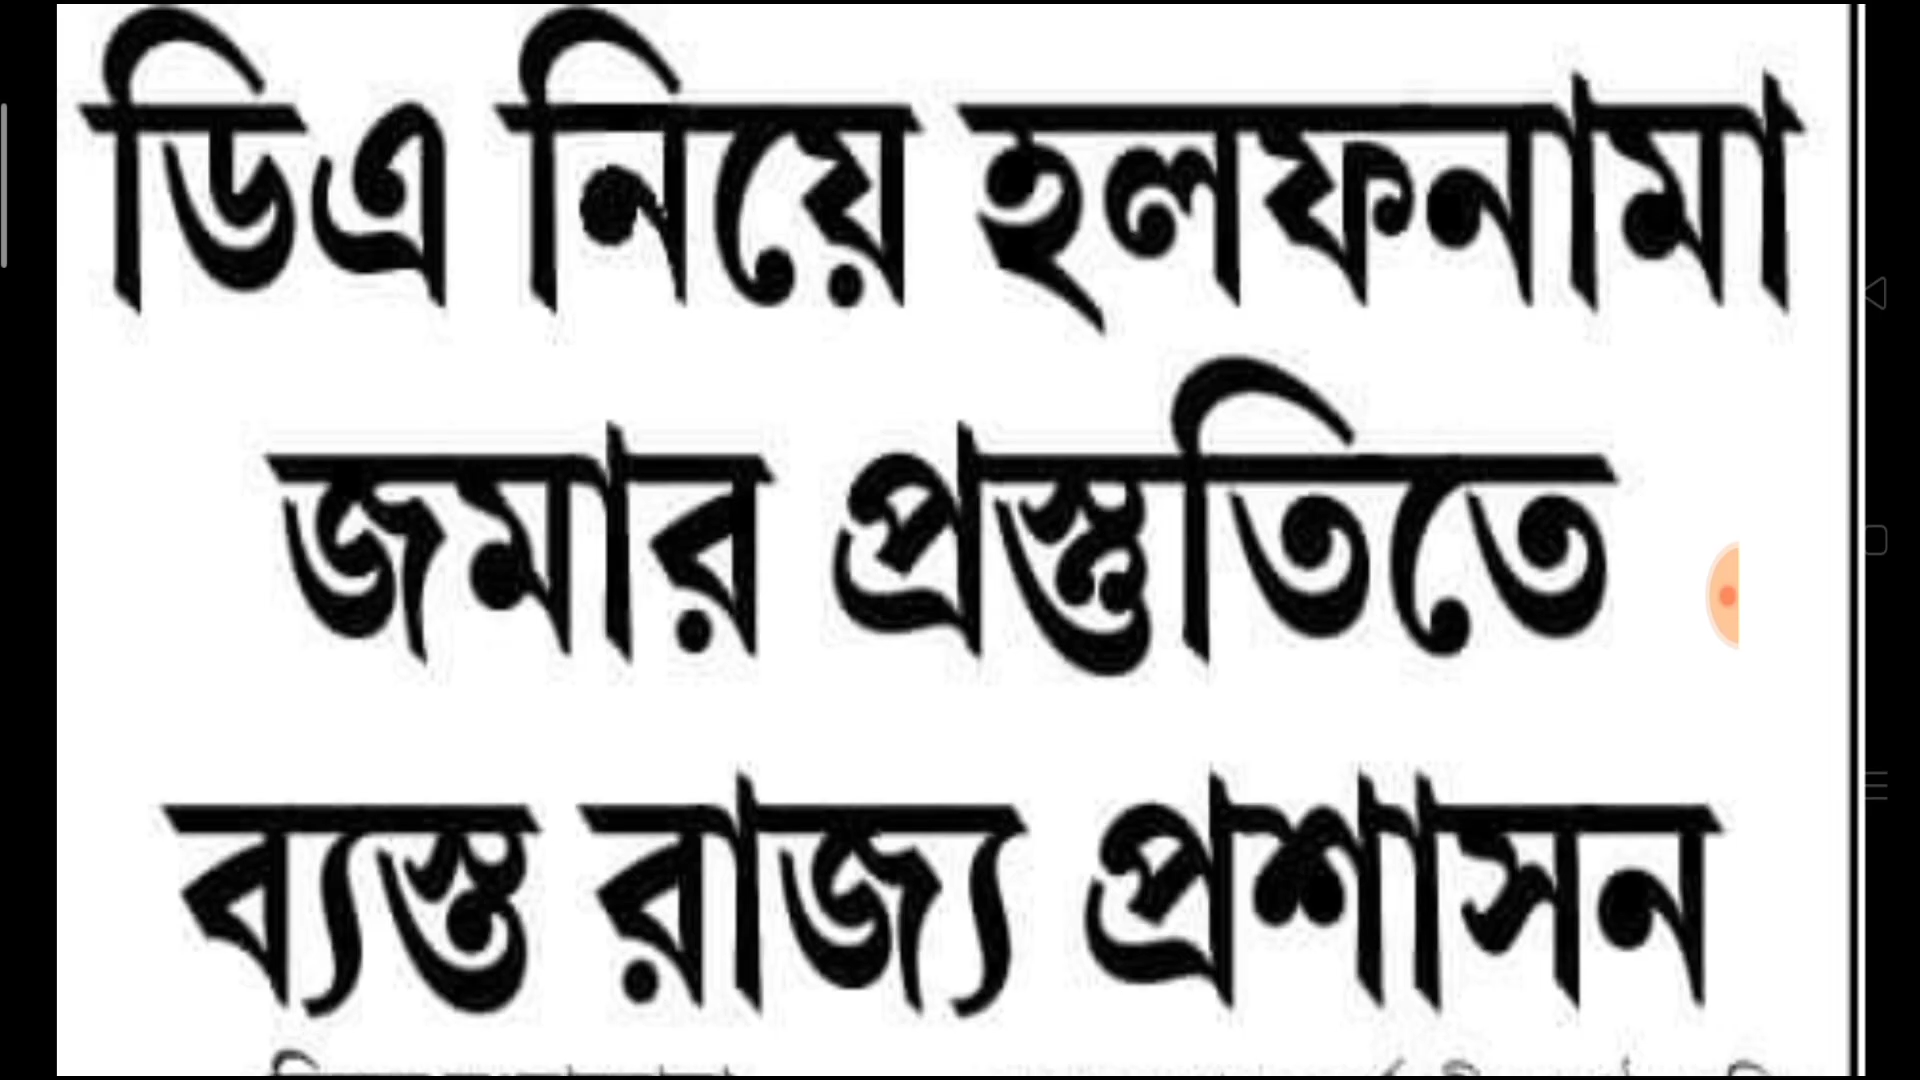 ডিএ নিয়ে হলফনামা
জমার প্রস্তুতিতে
ব্যস্ত রাজ্য প্রশাসন